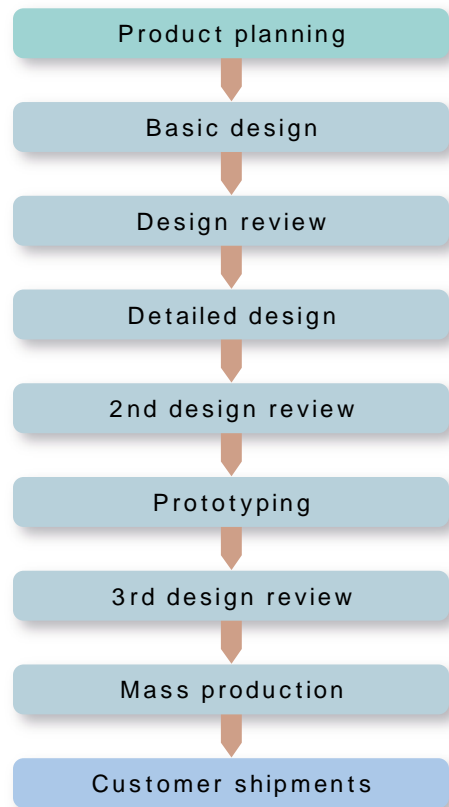 Product planning
Basic design
Design review
Detailed design
2nd design review
Prototyping
3rd design review
Mass production
Customer shipments